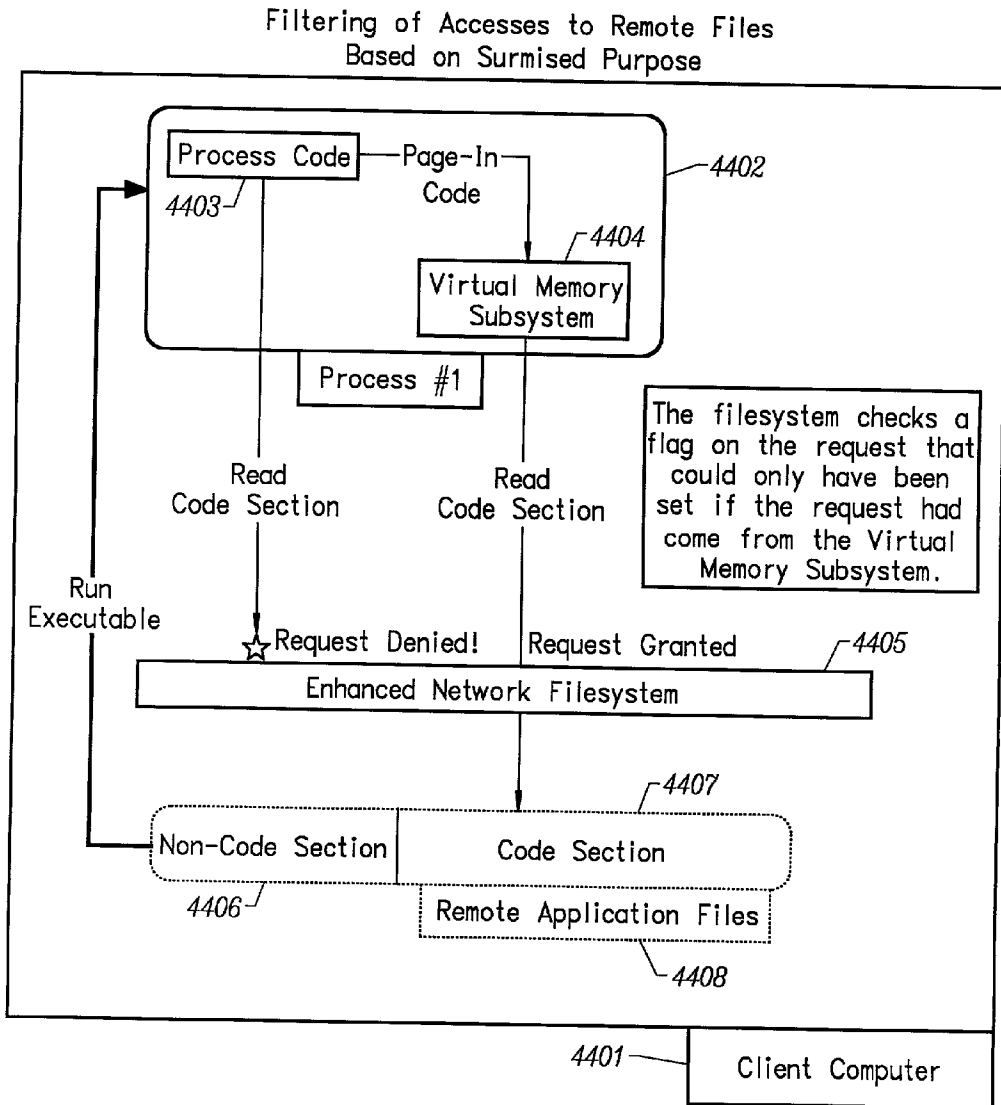 Filtering of Accesses to Remote Files
Based on Surmised Purpose
Process Code
Page-In
Code
4402
4403
4404
Virtual Memory
Subsystem
Process #1
The filesystem checks a
flag on the request that
could only have been
set if the request had
come from the Virtual
Memory Subsystem.
Read
Code Section
Read
Code Section
Run
Executable
Request Denied!
Request Granted
4405
Enhanced Network Filesystem
4407
Non-Code Section
Code Section
4406
Remote Application Files
4408
4401
Client Computer